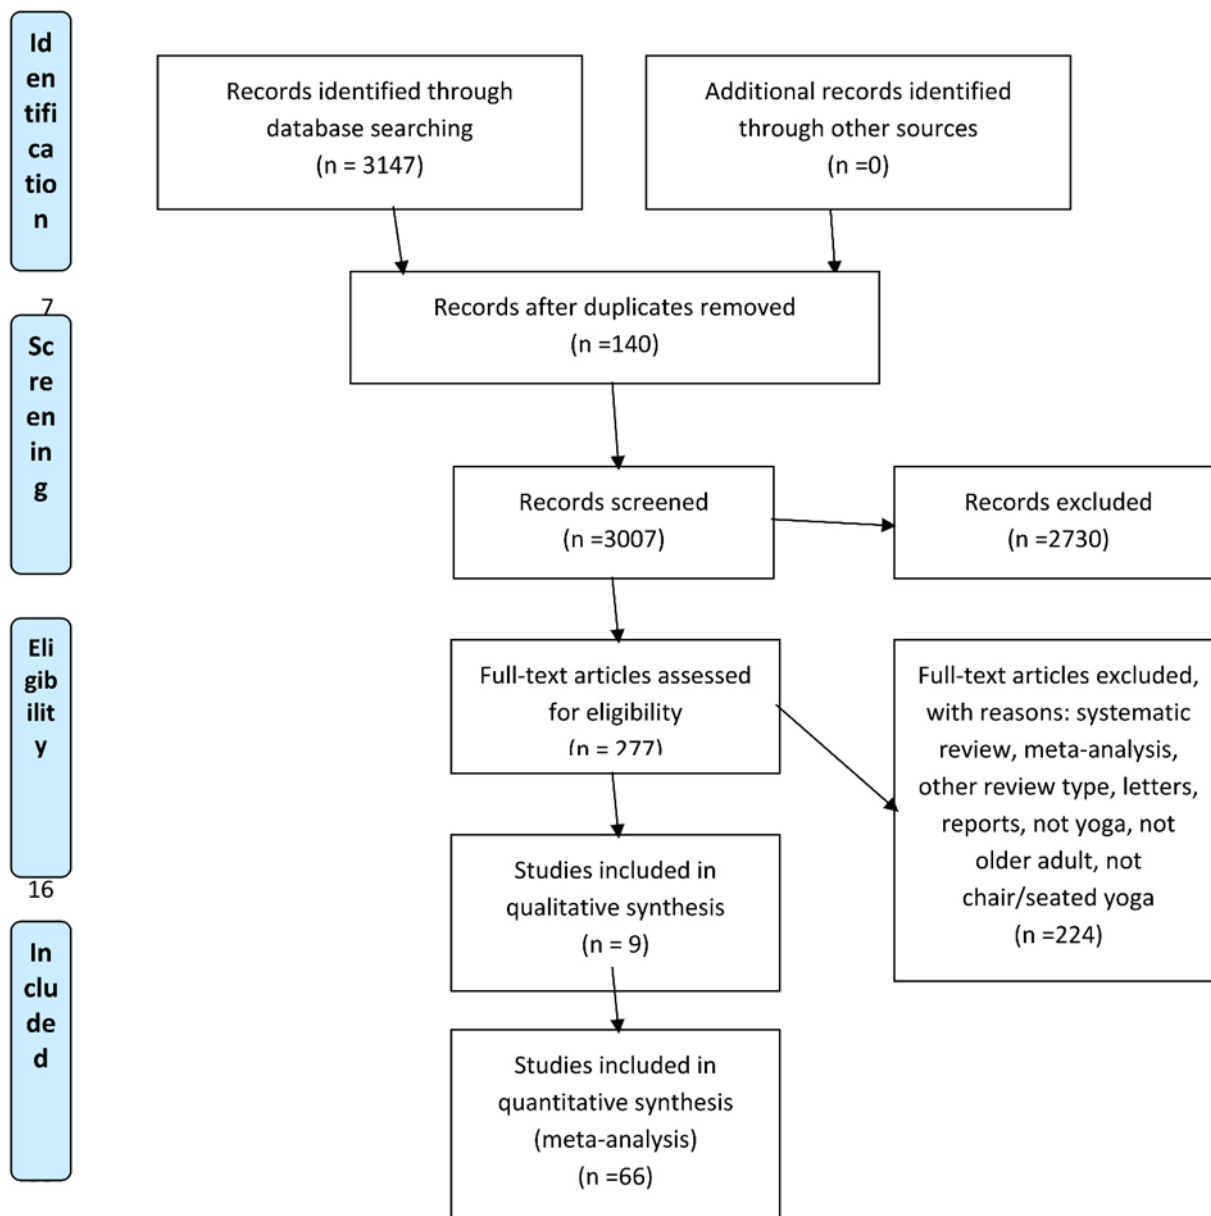 Id
en
tifi
ca
tio
n
Records identified through
database searching
(n = 3147)
Additional records identified
through other sources
(n =0)
7
Records after duplicates removed
(n =140)
Sc
re
en
in
g
Records screened
(n =3007)
Records excluded
(n =2730)
Eli
gib
ilit
y
Full-text articles assessed
for eligibility
(n = 277)
Full-text articles excluded,
with reasons: systematic
review, meta-analysis,
other review type, letters,
reports, not yoga, not
older adult, not
chair/seated yoga
(n =224)
16
Studies included in
qualitative synthesis
(n = 9)
In
clu
de
d
Studies included in
quantitative synthesis
(meta-analysis)
(n =66)